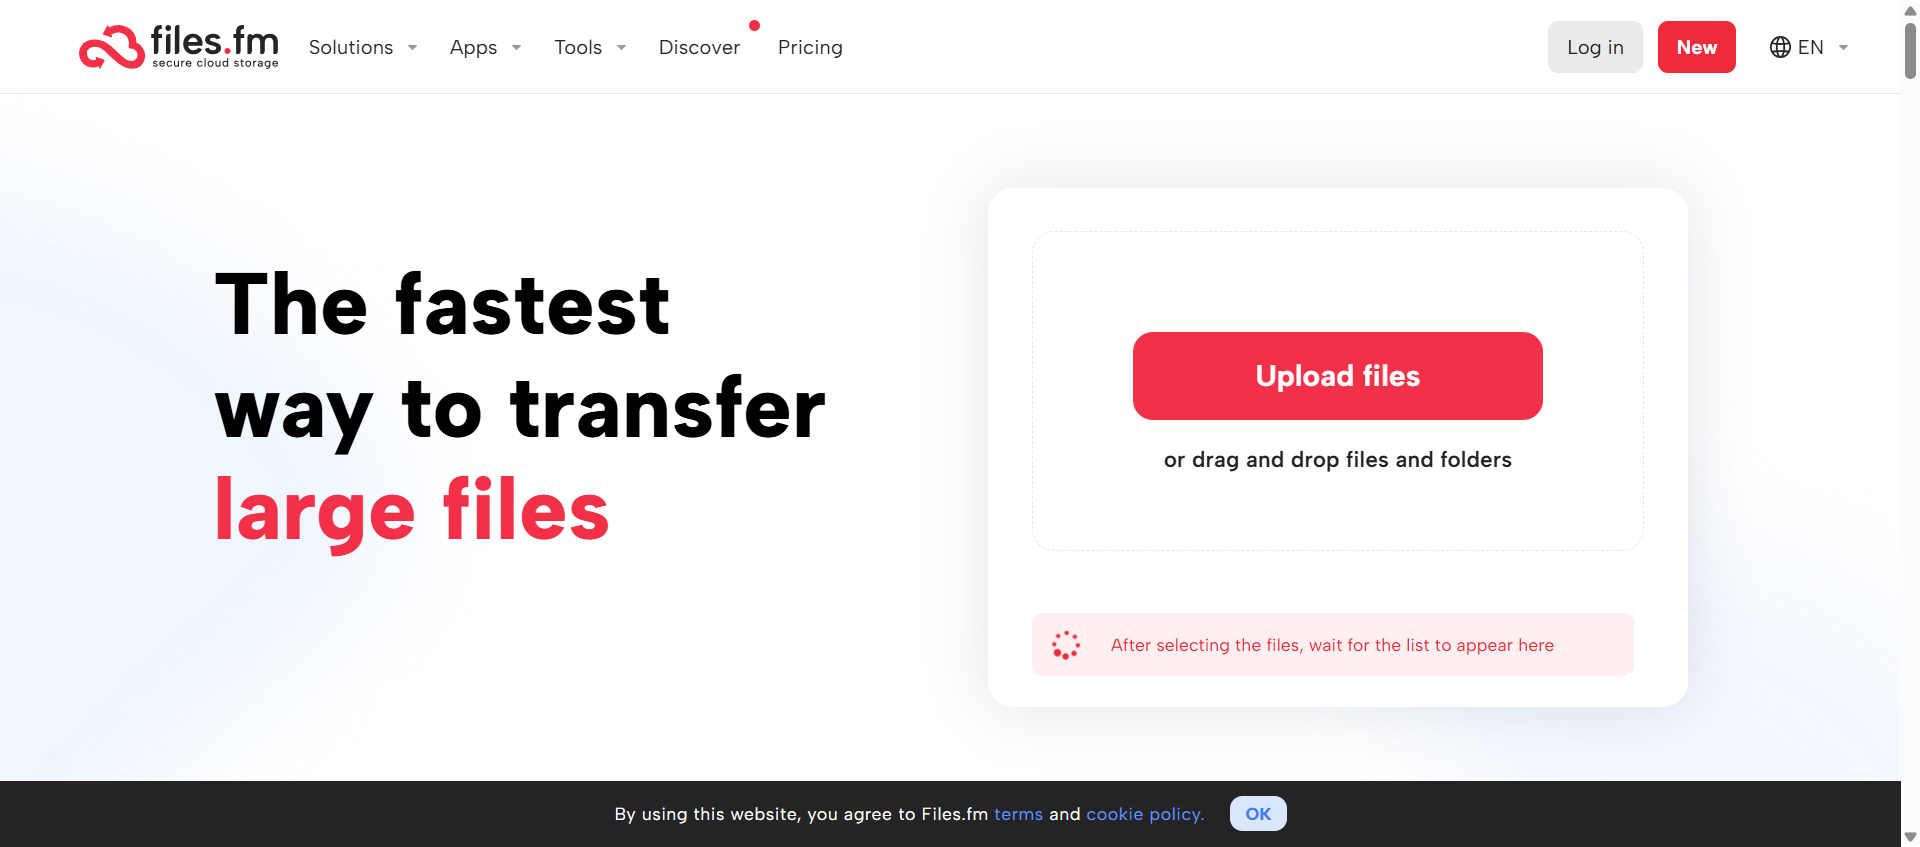 files.fm
secure cloud storage
Solutions
Apps
Tools
Discover
Pricing
Log in
New
EN
The fastest
way to transfer
large files
Upload files
or drag and drop files and folders
After selecting the files, wait for the list to appear here
By using this website, you agree to Files.fm terms and cookie policy.
OK